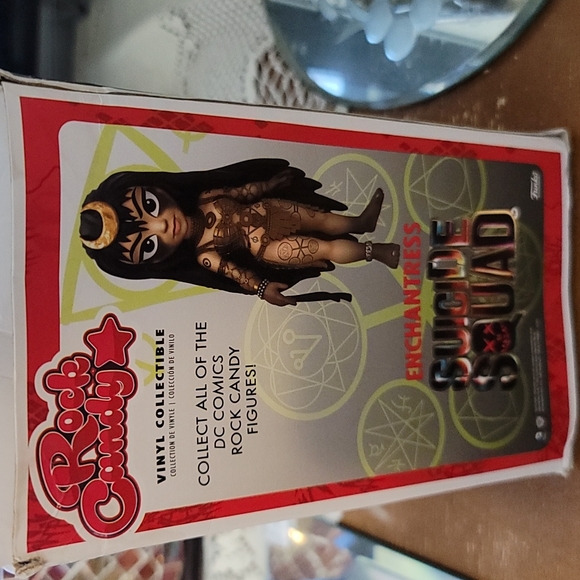 Rock
Candy
VINYL COLLECTIBLE
COLLECTION DE VINYLE | COLECCIÓN DE VINILO
COLLECT ALL OF THE
DC COMICS
ROCK CANDY
FIGURES!
ENCHANTRESS
SUICIDE
SQUAD
Funko